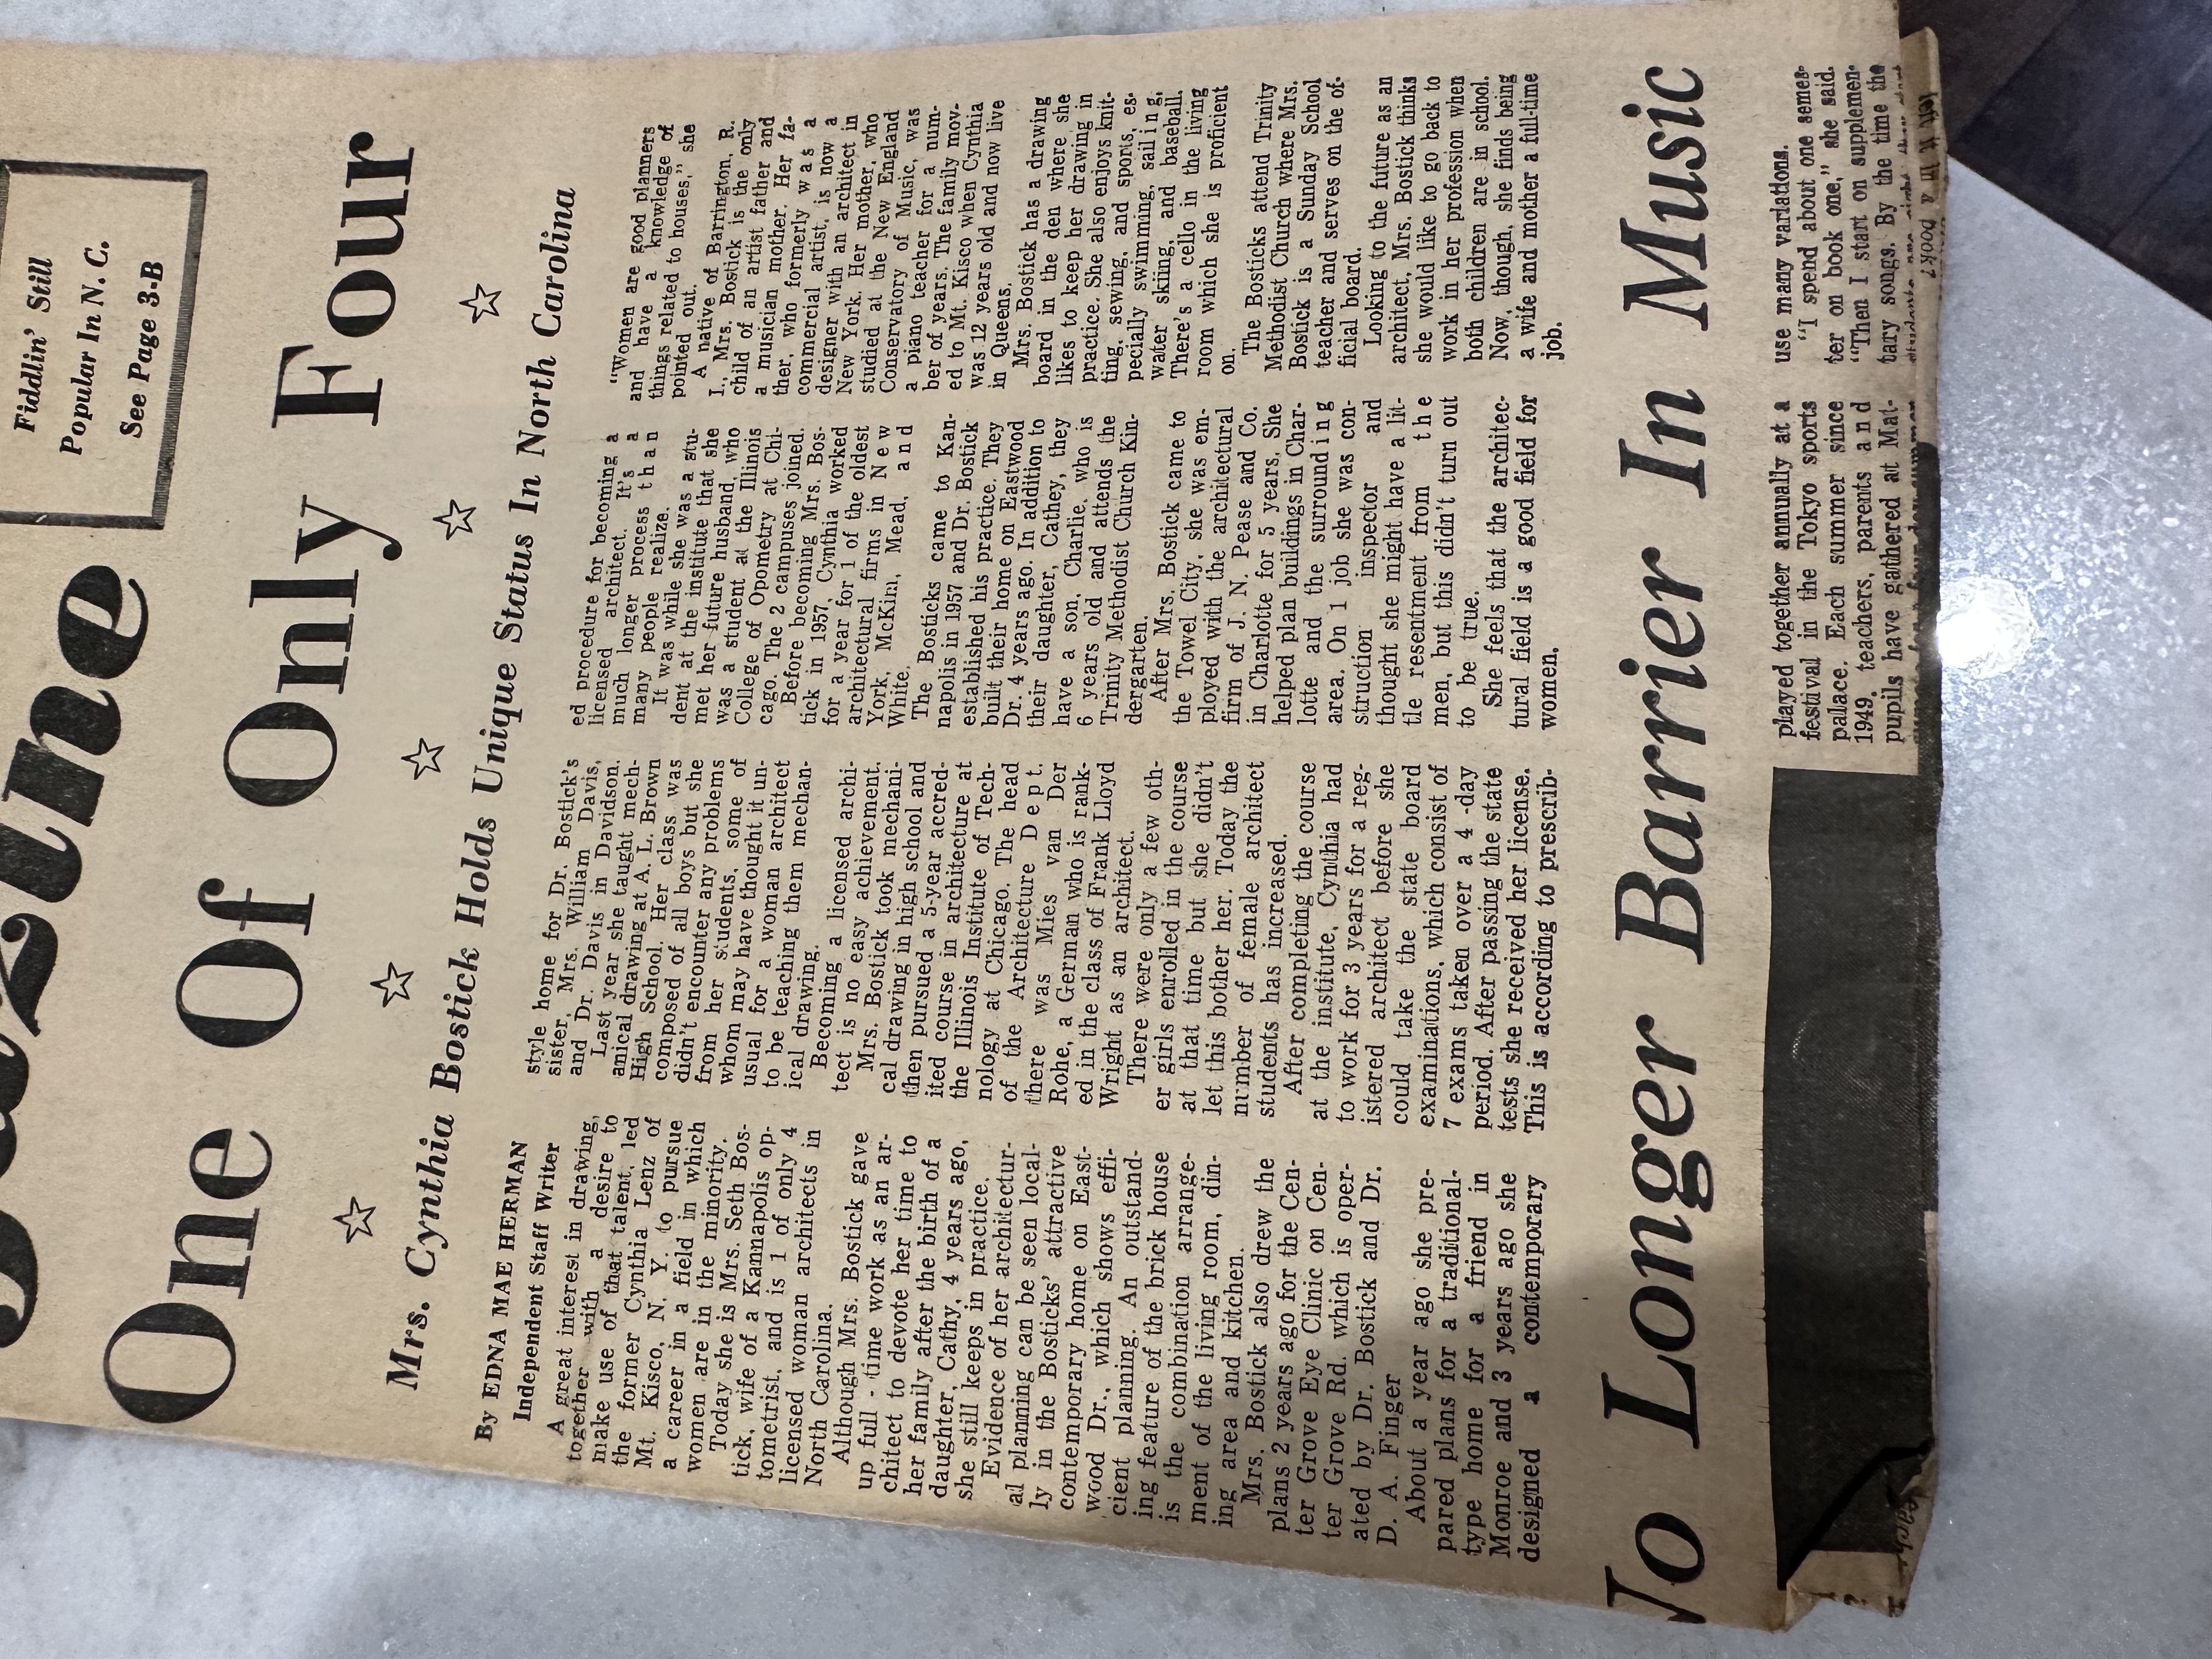 Fiddlin' Still
Popular In N. C.
See Page 3-B
One Of Only Four
Mrs. Cynthia Bostick Holds Unique Status In North Carolina
By EDNA MAE HERMAN
Independent Staff Writer
A great interest in drawing,
together with a desire to
make use of that talent, led
the former Cynthia Lenz of
Mt. Kisco, N. Y. to pursue
a career in a field in which
women are in the minority.
Today she is Mrs. Seth Bos-
tick, wife of a Kannapolis op-
tometrist, and is 1 of only 4
licensed woman architects in
North Carolina.
Although Mrs. Bostick gave
up full - time work as an ar-
chitect to devote her time to
her family after the birth of a
daughter, Cathy, 4 years ago,
she still keeps in practice.
Evidence of her architectur-
al planning can be seen local-
ly in the Bosticks' attractive
contemporary home on East-
wood Dr., which shows effi-
cient planning. An outstand-
ing feature of the brick house
is the combination arrange-
ment of the living room, din-
ing area and kitchen.
Mrs. Bostick also drew the
plans 2 years ago for the Cen-
ter Grove Eye Clinic on Cen-
ter Grove Rd. which is oper-
ated by Dr. Bostick and Dr.
D. A. Finger
About a year ago she pre-
pared plans for a traditional-
type home for a friend in
Monroe and 3 years ago she
designed a contemporary
style home for Dr. Bostick's
sister, Mrs. William Davis,
and Dr. Davis in Davidson.
Last year she taught mech-
anical drawing at A. L. Brown
High School. Her class was
composed of all boys but she
didn't encounter any problems
from her students, some of
whom may have thought it un-
usual for a woman architect
to be teaching them mechan-
ical drawing.
Becoming a licensed archi-
tect is no easy achievement.
Mrs. Bostick took mechani-
cal drawing in high school and
then pursued a 5-year accred-
ited course in architecture at
the Illinois Institute of Tech-
nology at Chicago. The head
of the Architecture Dept.
there was Mies van Der
Rohe, a German who is rank-
ed in the class of Frank Lloyd
Wright as an architect.
There were only a few oth-
er girls enrolled in the course
at that time but she didn't
let this bother her. Today the
number of female architect
students has increased.
After completing the course
at the institute, Cynthia had
to work for 3 years for a reg-
istered architect before she
could take the state board
examinations, which consist of
7 exams taken over a 4 -day
period. After passing the state
tests she received her license.
This is according to prescrib-
ed procedure for becoming a
licensed architect. It's a
much longer process than
many people realize.
It was while she was a stu-
dent at the institute that she
met her future husband, who
was a student at the Illinois
College of Opometry at Chi-
cago. The 2 campuses joined.
Before becoming Mrs. Bos-
tick in 1957, Cynthia worked
for a year for 1 of the oldest
architectural firms in New
York, McKim, Mead, and
White.
The Bosticks came to Kan-
napolis in 1957 and Dr. Bostick
established his practice. They
built their home on Eastwood
Dr. 4 years ago. In addition to
their daughter, Cathey, they
have a son, Charlie, who is
6 years old and attends the
Trinity Methodist Church Kin-
dergarten.
After Mrs. Bostick came to
the Towel City, she was em-
ployed with the architectural
firm of J. N. Pease and Co.
in Charlotte for 5 years. She
helped plan buildings in Char-
lotte and the surrounding
area. On 1 job she was con-
struction inspector and
thought she might have a lit-
tle resentment from the
men, but this didn't turn out
to be true.
She feels that the architec-
tural field is a good field for
women.
"Women are good planners
and have a knowledge of
things related to houses," she
pointed out.
A native of Barrington, R.
I., Mrs. Bostick is the only
child of an artist father and
a musician mother. Her fa-
ther, who formerly was a
commercial artist, is now a
designer with an architect in
New York. Her mother, who
studied at the New England
Conservatory of Music, was
a piano teacher for a num-
ber of years. The family mov-
ed to Mt. Kisco when Cynthia
was 12 years old and now live
in Queens.
Mrs. Bostick has a drawing
board in the den where she
likes to keep her drawing in
practice. She also enjoys knit-
ting, sewing, and sports, es-
pecially swimming, sailing,
water skiing, and baseball.
There's a cello in the living
room which she is proficient
on.
The Bosticks attend Trinity
Methodist Church where Mrs.
Bostick is a Sunday School
teacher and serves on the of-
ficial board.
Looking to the future as an
architect, Mrs. Bostick thinks
she would like to go back to
work in her profession when
both children are in school.
Now, though, she finds being
a wife and mother a full-time
job.
No Longer Barrier In Music
played together annually at a
festival in the Tokyo sports
palace. Each summer since
1949, teachers, parents and
pupils have gathered at Mat-
use many variations.
"I spend about one semes-
ter on book one," she said.
"Then I start on supplemen-
tary songs. By the time the